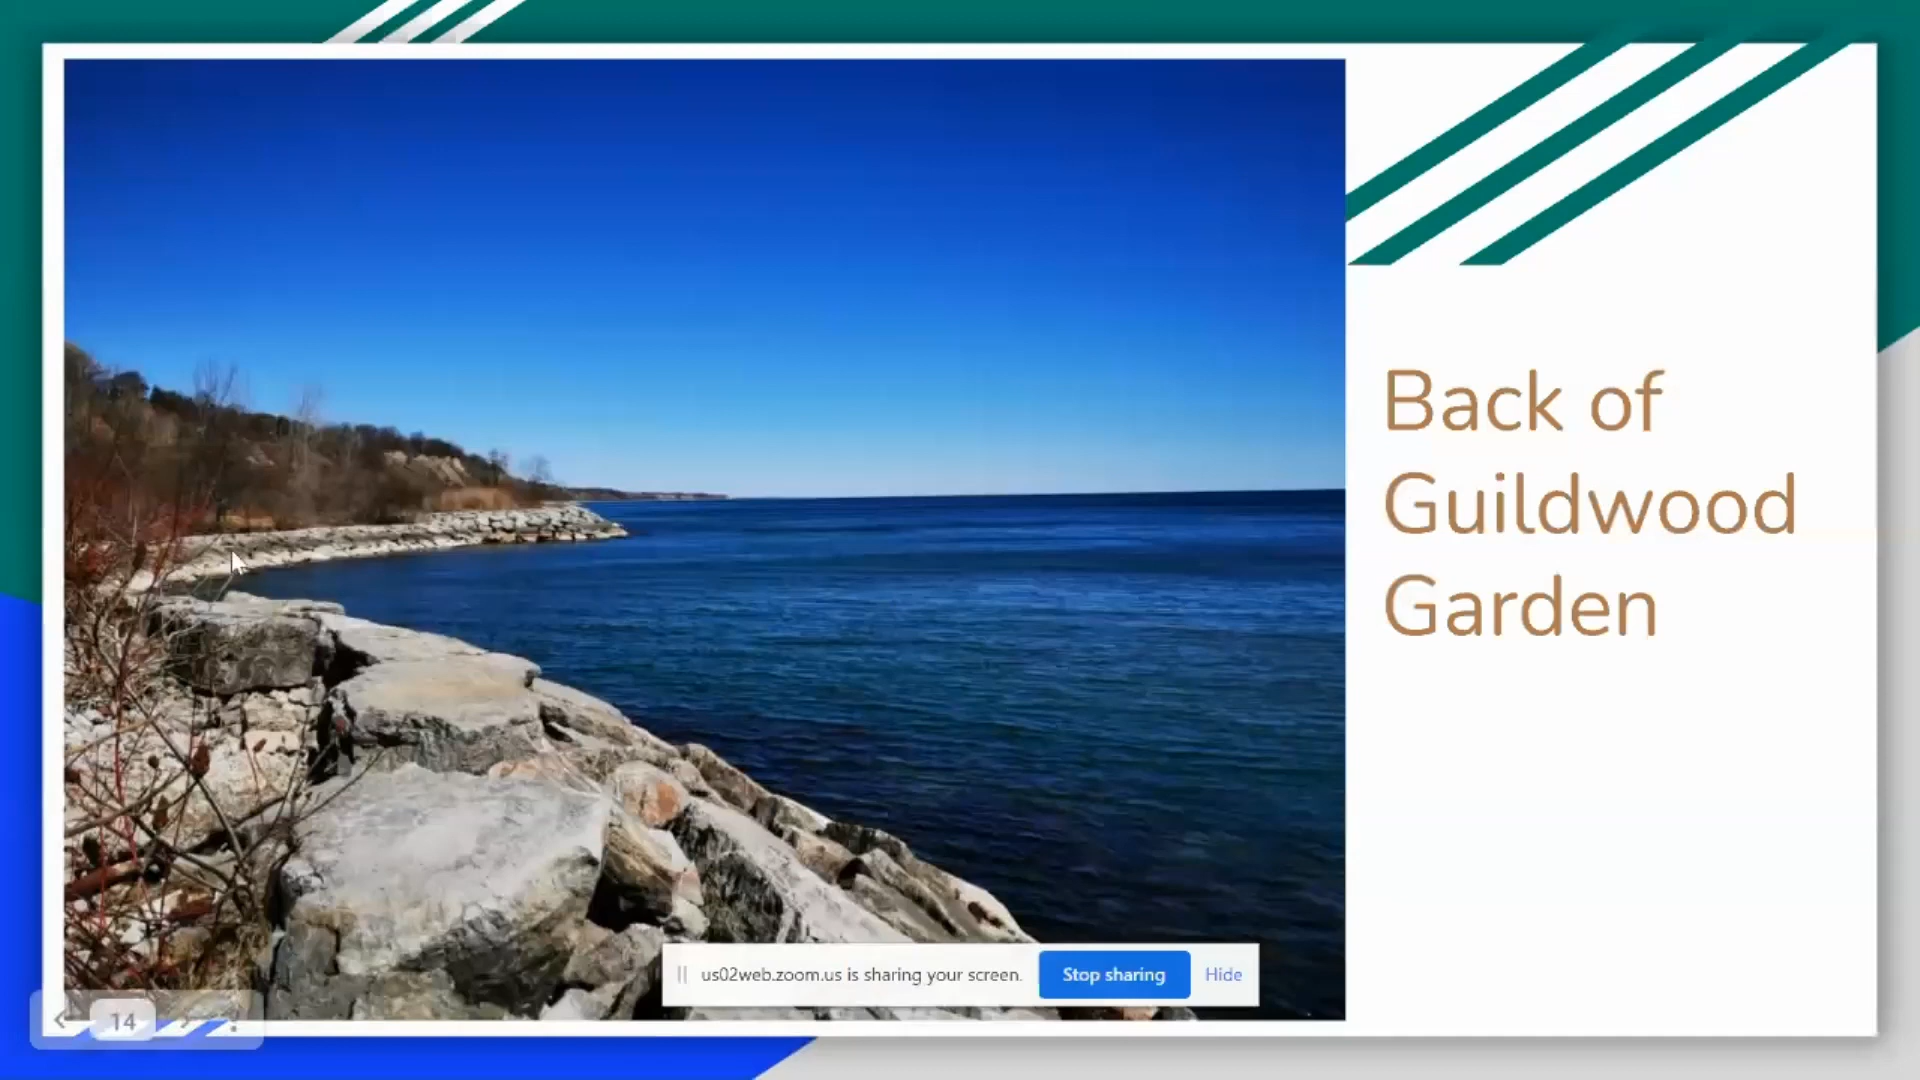 Back of
Guildwood
Garden
us02web.zoom.us is sharing your screen. Stop sharing Hide
14